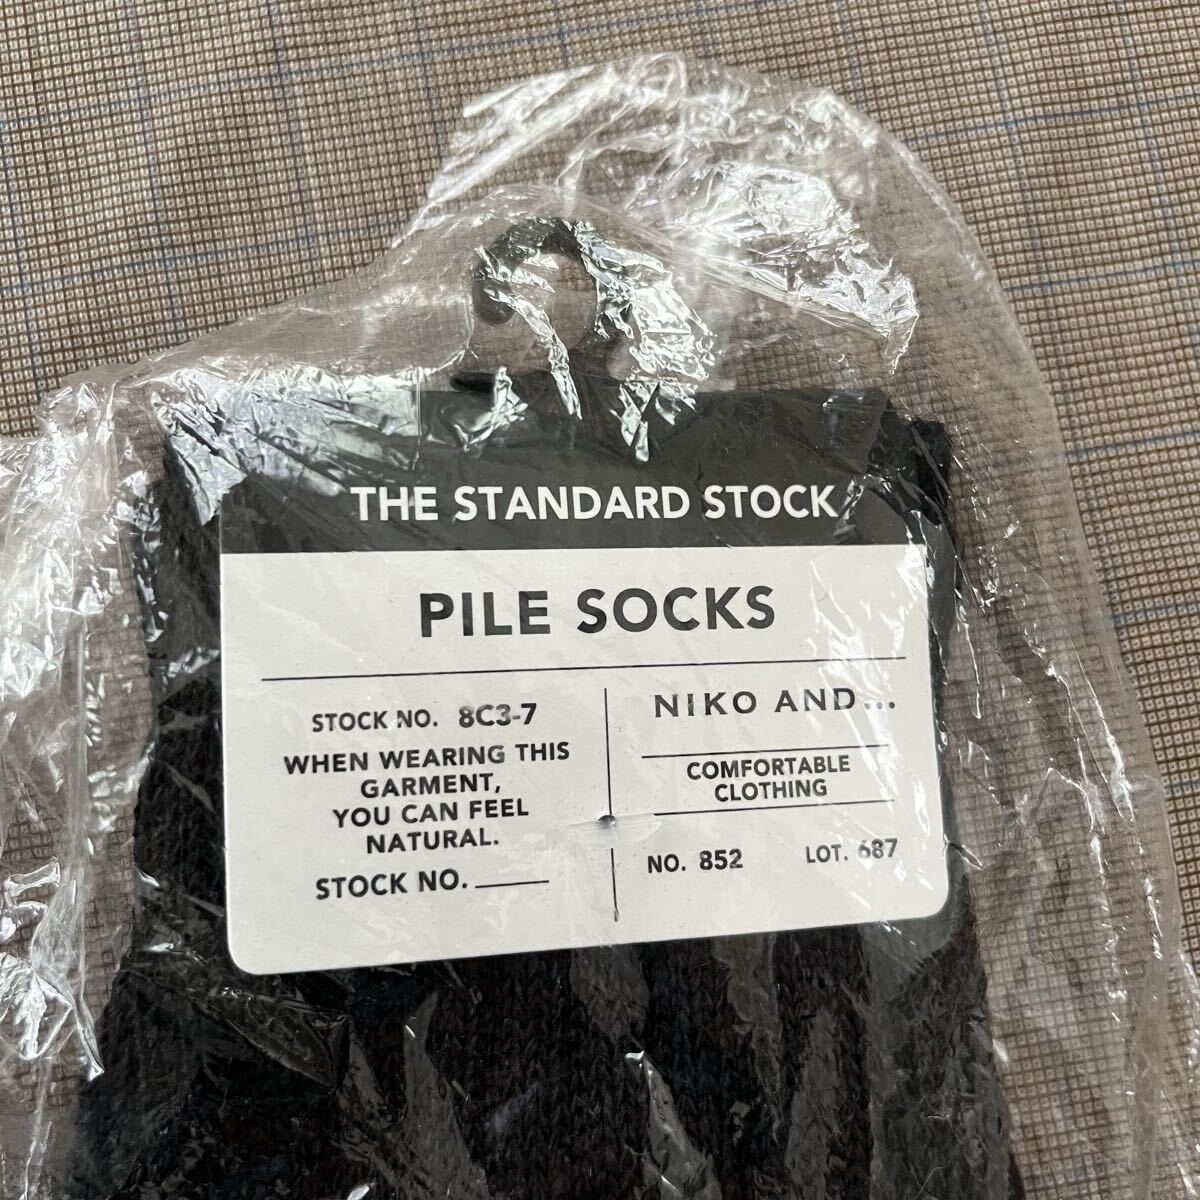 THE STANDARD STOCK
PILE SOCKS
STOCK NO. 8C3-7
WHEN WEARING THIS
GARMENT,
YOU CAN FEEL
NATURAL.
STOCK NO.
NIKO AND...
COMFORTABLE
CLOTHING
NO. 852 LOT. 687